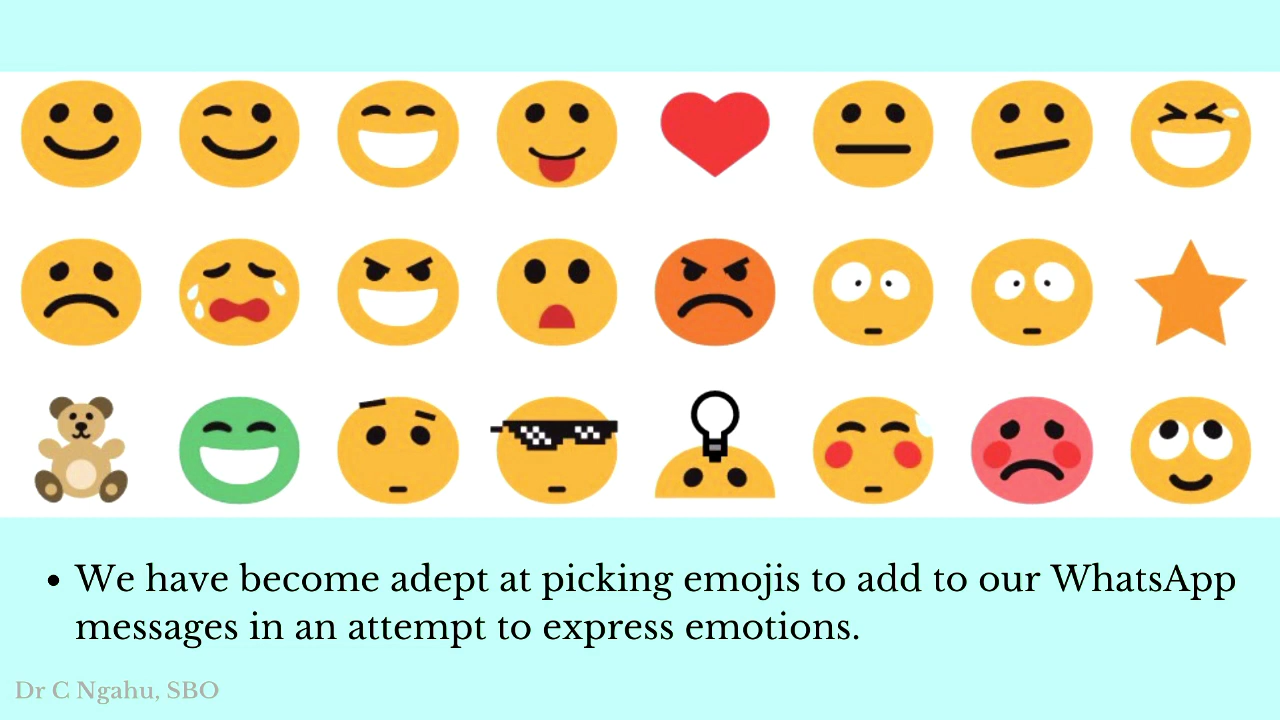 • We have become adept at picking emojis to add to our WhatsApp
messages in an attempt to express emotions.
Dr C Ngahu, SBO